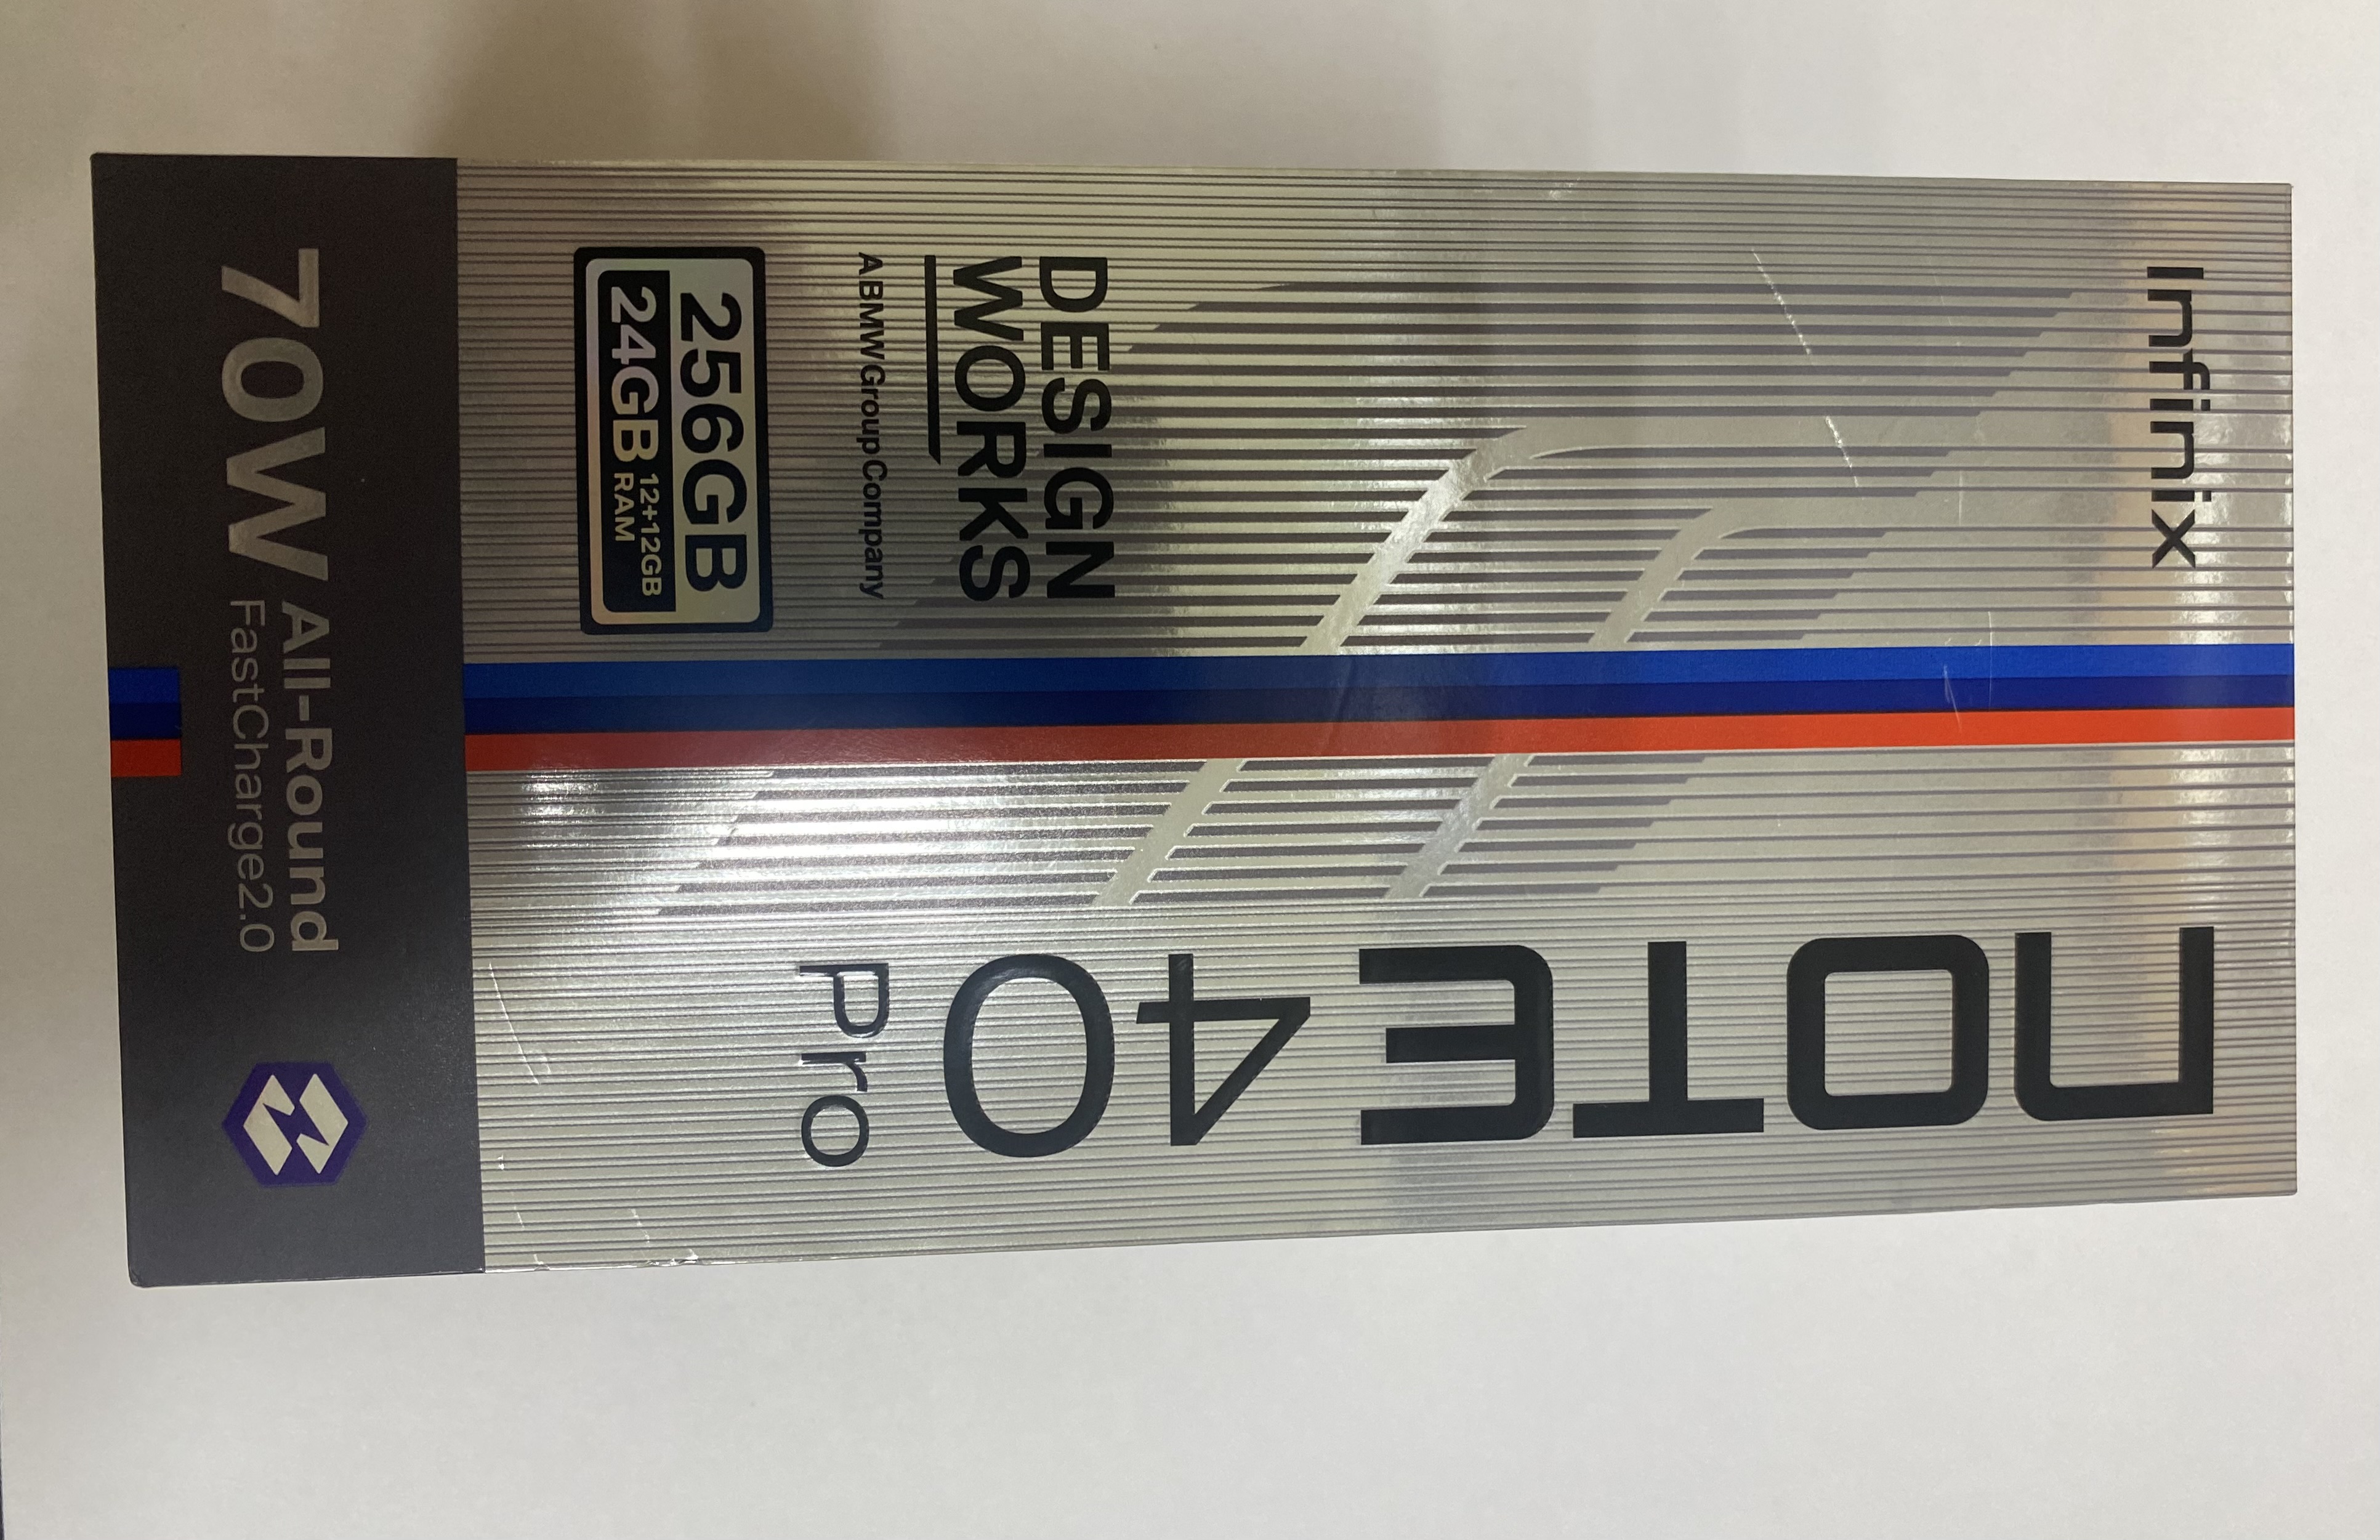 Infinix
NOTE 40
Pro
DESIGN
WORKS
A BMW Group Company
256GB
24GB 12+12GB RAM
70W All-Round
FastCharge2.0